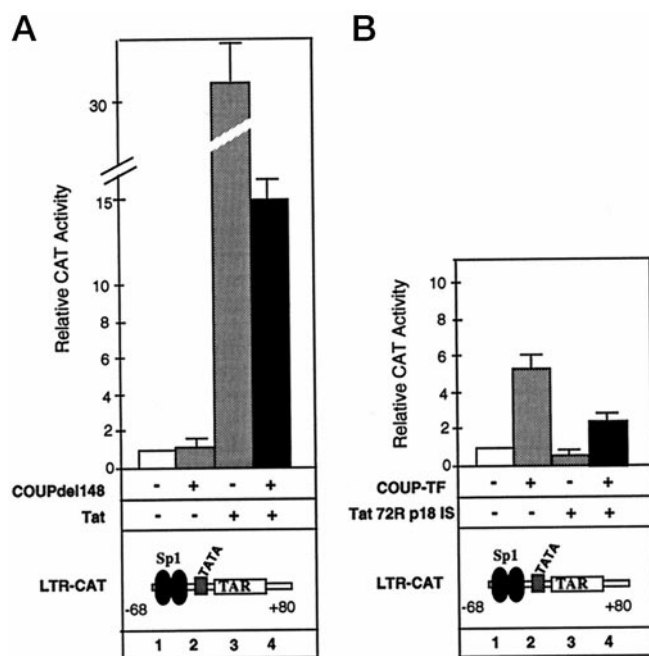 A
Relative CAT Activity
30
15
10
8
6
4
2
0
COUPdel148 - + - +
Tat - - + +
LTR-CAT
Sp1
TATA
TAR
-68
+80
1 2 3 4
B
Relative CAT Activity
10
8
6
4
2
0
COUP-TF - + - +
Tat 72R p18 IS - - + +
LTR-CAT
Sp1
TATA
TAR
-68
+80
1 2 3 4